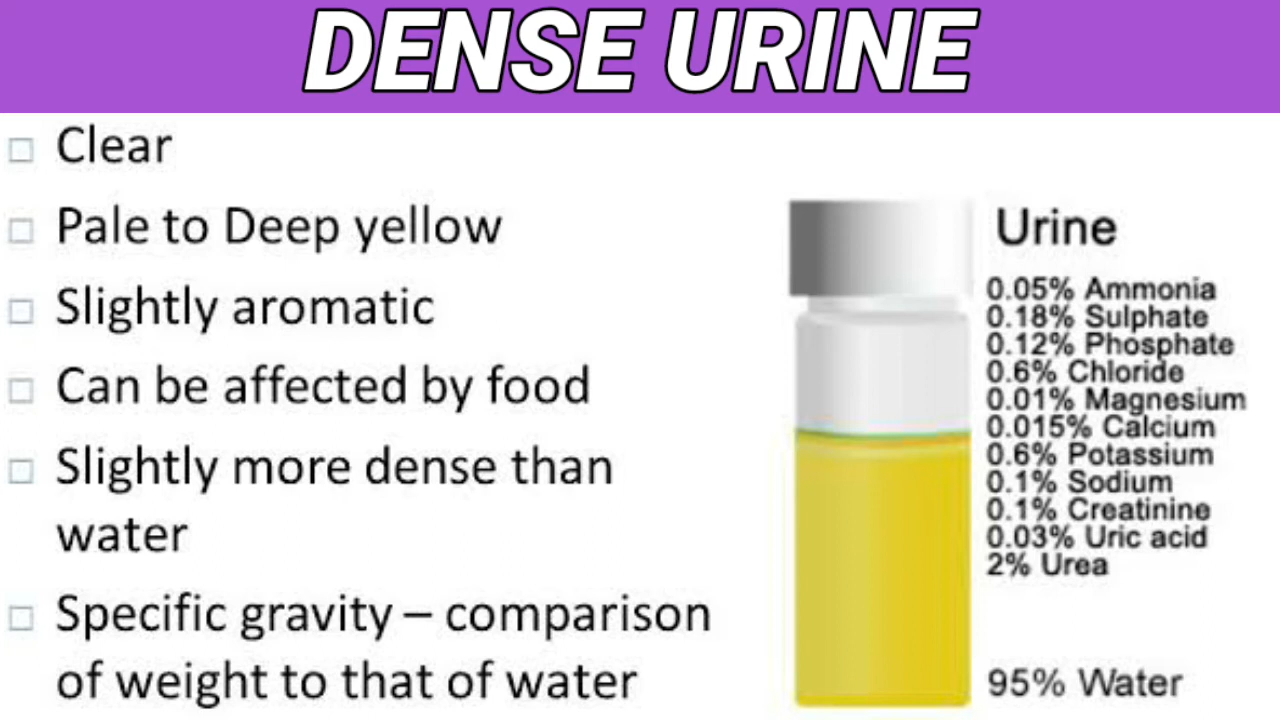 DENSE URINE
Clear
Pale to Deep yellow
Slightly aromatic
Can be affected by food
Slightly more dense than
water
Specific gravity – comparison
of weight to that of water
Urine
0.05% Ammonia
0.18% Sulphate
0.12% Phosphate
0.6% Chloride
0.01% Magnesium
0.015% Calcium
0.6% Potassium
0.1% Sodium
0.1% Creatinine
0.03% Uric acid
2% Urea
95% Water